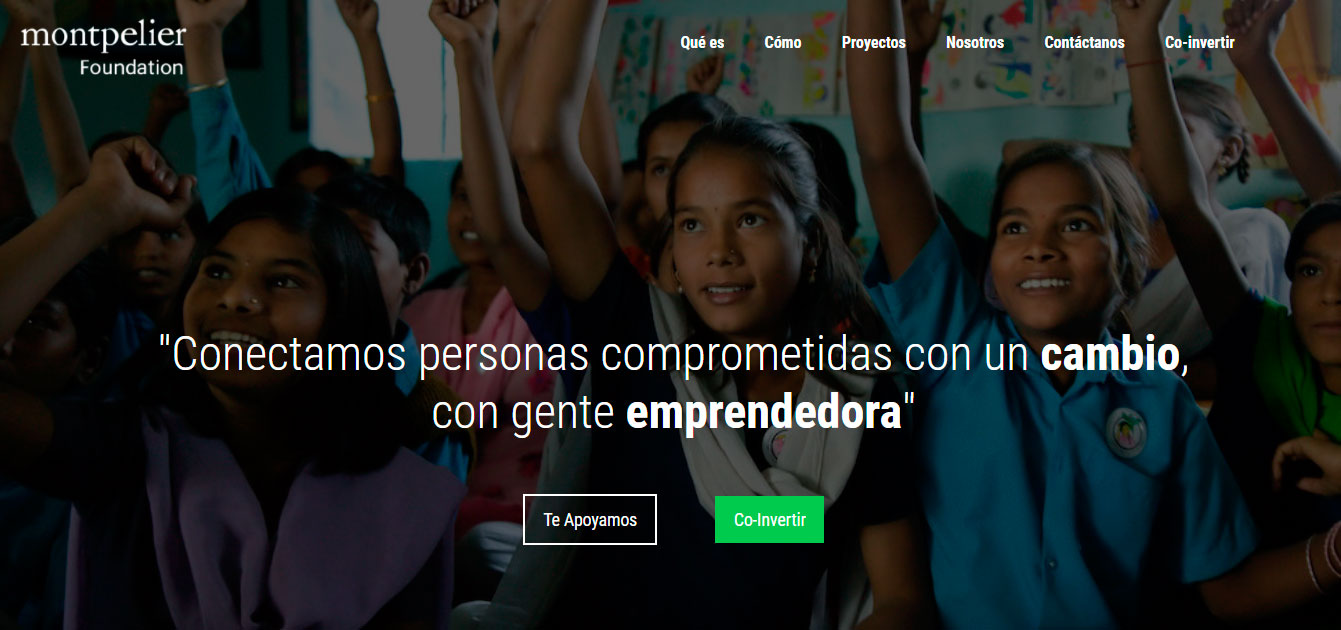 montpelier
Foundation
Qué es Cómo Proyectos Nosotros Contáctanos Co-invertir
"Conectamos personas comprometidas con un cambio,
con gente emprendedora"
Te Apoyamos Co-Invertir